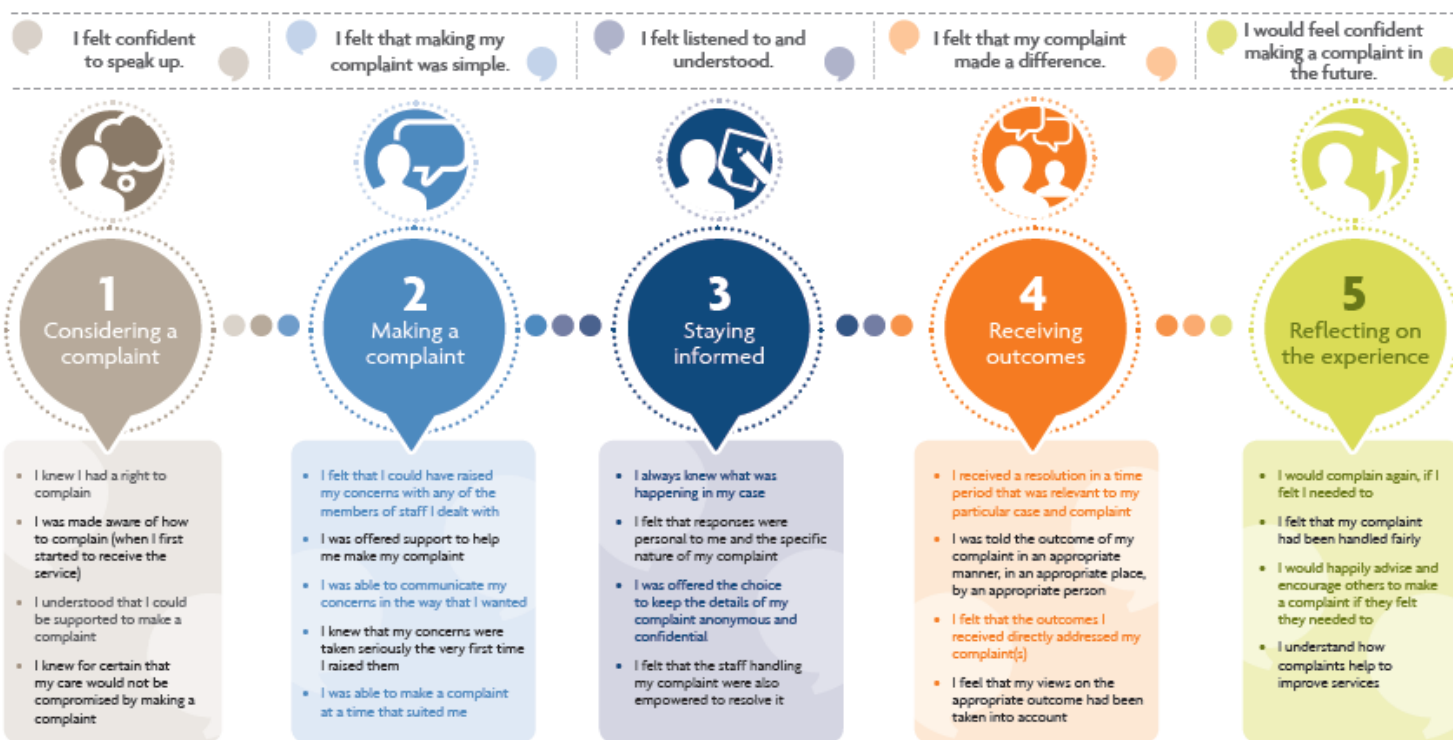 I felt confident
to speak up.
I felt that making my
complaint was simple.
I felt listened to and
understood.
I felt that my complaint
made a difference.
I would feel confident
making a complaint in
the future.
1
Considering a
complaint
2
Making a
complaint
3
Staying
informed
4
Receiving
outcomes
5
Reflecting on
the experience
• I knew I had a right to
complain
• I was made aware of how
to complain (when I first
started to receive the
service)
• I understood that I could
be supported to make a
complaint
• I knew for certain that
my care would not be
compromised by making a
complaint
• I felt that I could have raised
my concerns with any of the
members of staff I dealt with
• I was offered support to help
me make my complaint
• I was able to communicate my
concerns in the way that I wanted
• I knew that my concerns were
taken seriously the very first time
I raised them
• I was able to make a complaint
at a time that suited me
• I always knew what was
happening in my case
• I felt that responses were
personal to me and the specific
nature of my complaint
• I was offered the choice
to keep the details of my
complaint anonymous and
confidential
• I felt that the staff handling
my complaint were also
empowered to resolve it
• I received a resolution in a time
period that was relevant to my
particular case and complaint
• I was told the outcome of my
complaint in an appropriate
manner, in an appropriate place,
by an appropriate person
• I felt that the outcomes I
received directly addressed my
complaint(s)
• I feel that my views on the
appropriate outcome had been
taken into account
• I would complain again, if I
felt I needed to
• I felt that my complaint
had been handled fairly
• I would happily advise and
encourage others to make
a complaint if they felt
they needed to
• I understand how
complaints help to
improve services